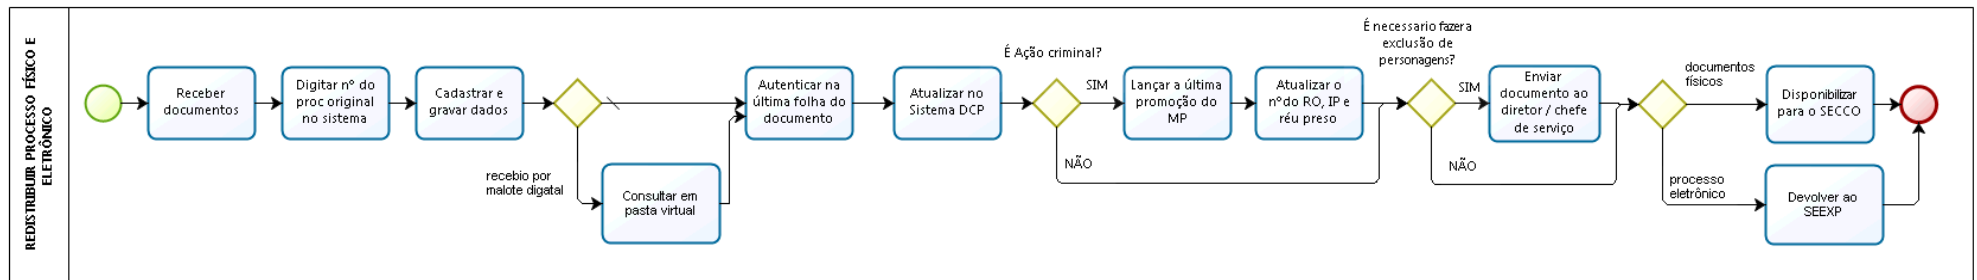 REDISTRIBUIR PROCESSO FÍSICO E
ELETRÔNICO
Receber
documentos
Digitar nº do
proc original
no sistema
Cadastrar e
gravar dados
recebio por
malote digatal
Consultar em
pasta virtual
Autenticar na
última folha do
documento
Atualizar no
Sistema DCP
É Ação criminal?
SIM
NÃO
Lançar a última
promoção do
MP
Atualizar o
nºdo RO, IP e
réu preso
É necessario fazer a
exclusão de
personagens?
SIM
NÃO
Enviar
documento ao
diretor / chefe
de serviço
documentos
físicos
Disponibilizar
para o SECCO
processo
eletrônico
Devolver ao
SEEXP